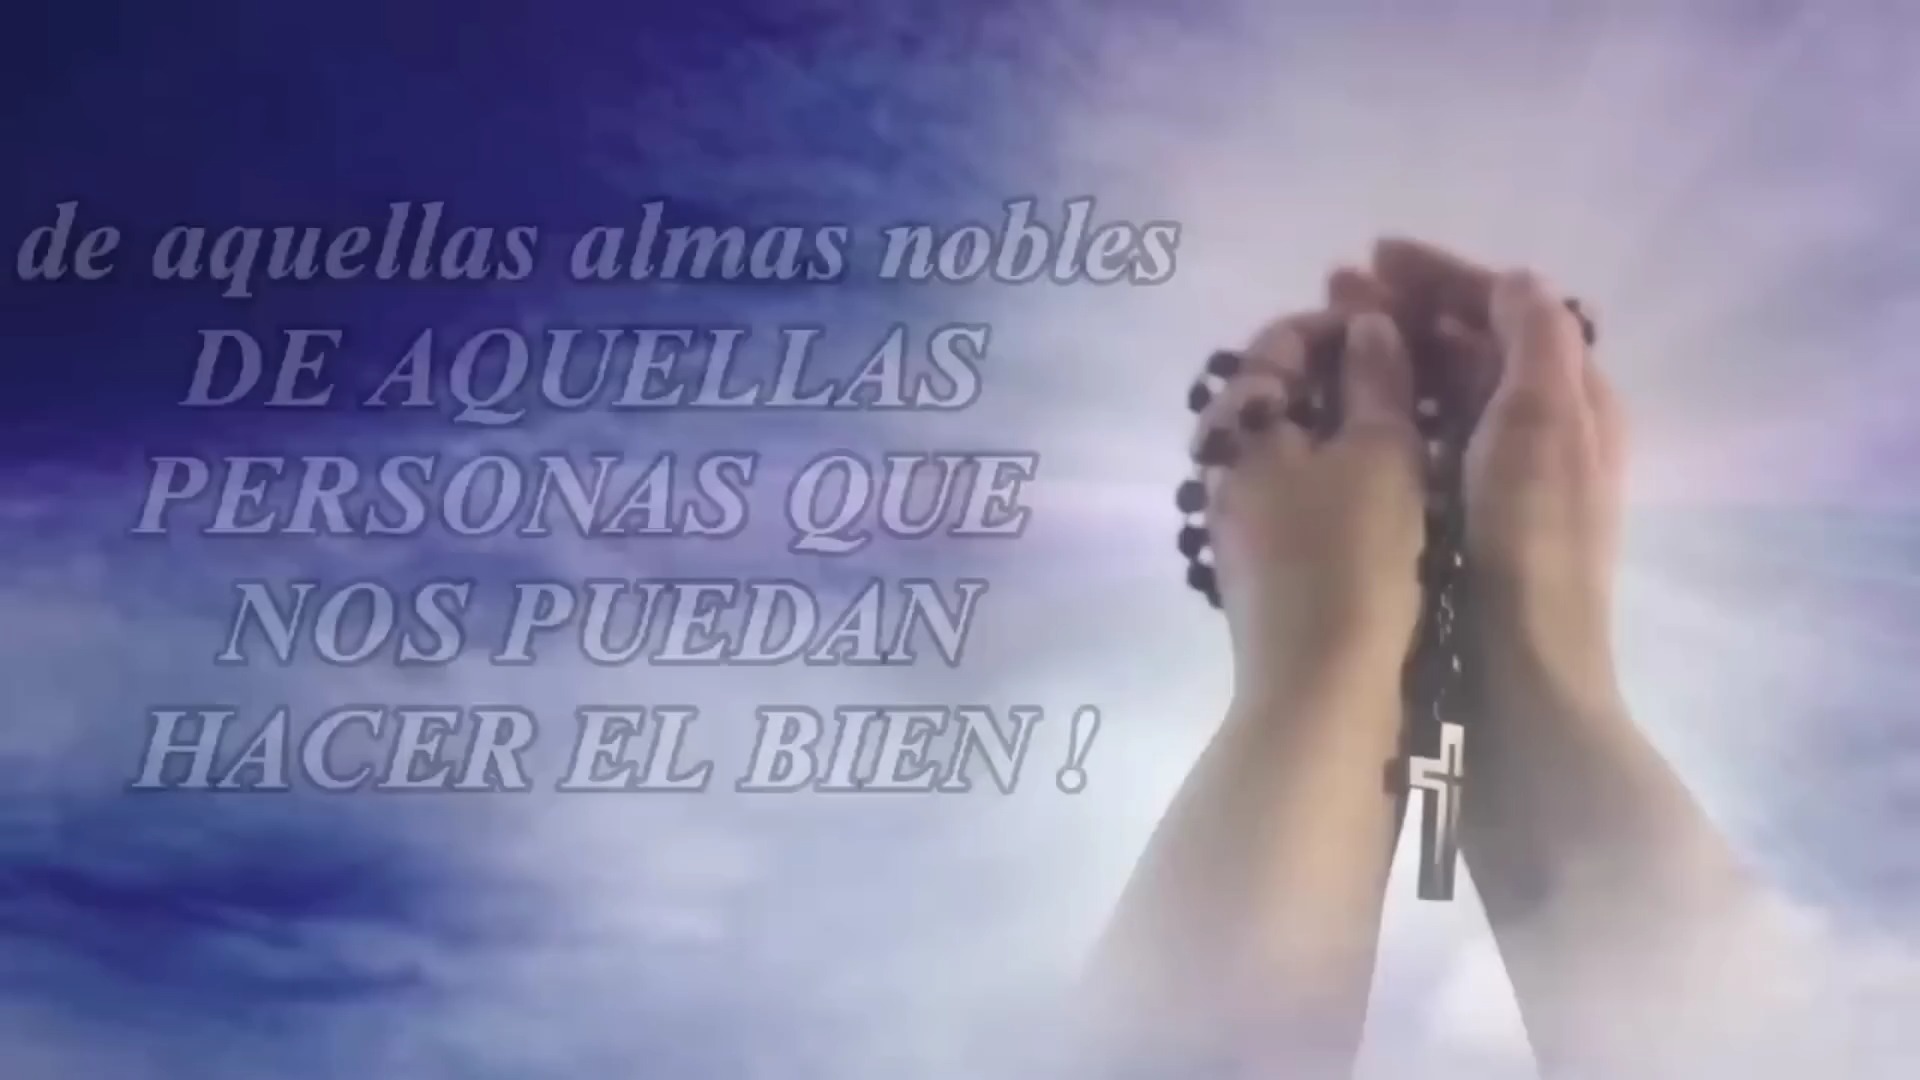 de aquellas almas nobles
DE AQUELLAS
PERSONAS QUE
NOS PUEDAN
HACER EL BIEN !